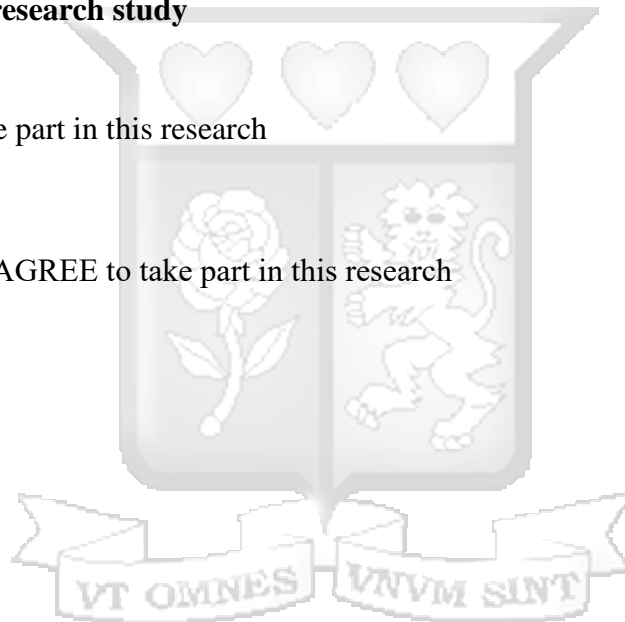 research study
e part in this research
AGREE to take part in this research
VT OMNES VNVM SINT